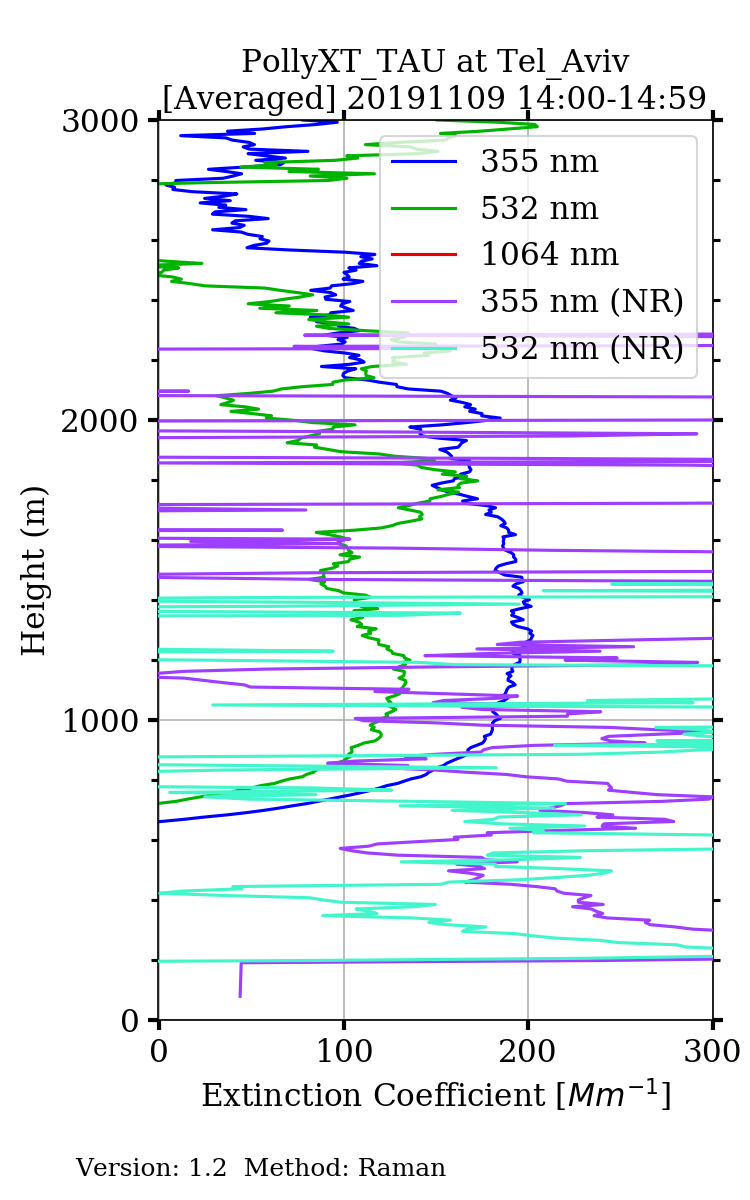 PollyXT_TAU at Tel_Aviv
[Averaged] 20191109 14:00-14:59
3000
2000
1000
0
Height (m)
355 nm
532 nm
1064 nm
355 nm (NR)
532 nm (NR)
0 100 200 300
Extinction Coefficient [Mm⁻¹]
Version: 1.2 Method: Raman